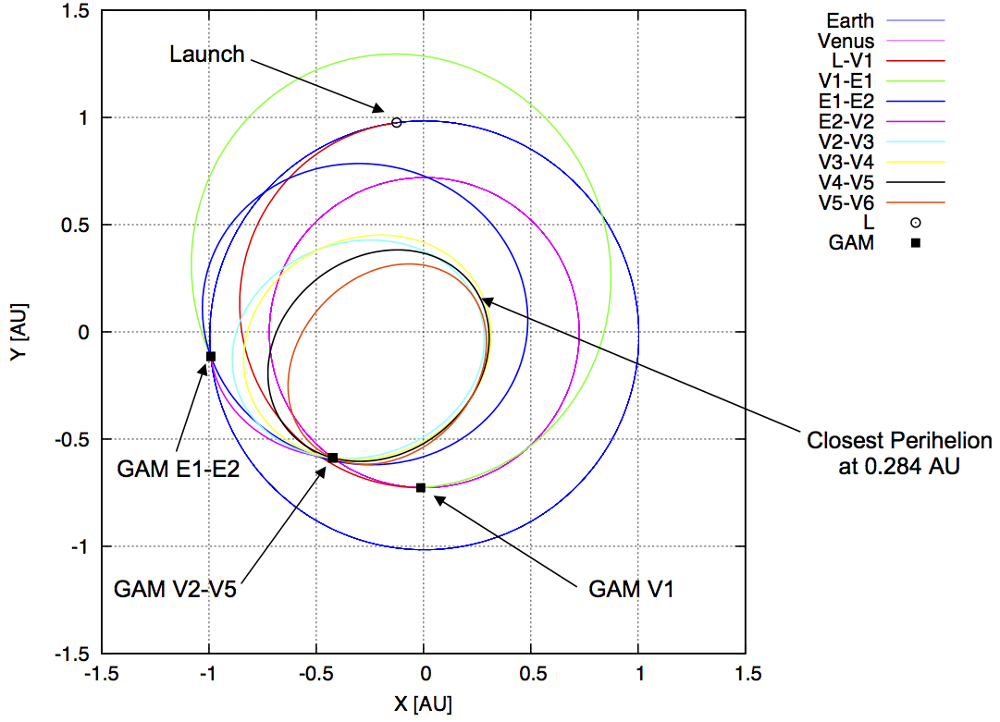 Earth
Venus
L-V1
V1-E1
E1-E2
E2-V2
V2-V3
V3-V4
V4-V5
V5-V6
L
GAM
1.5
1
0.5
0
-0.5
-1
-1.5
Y [AU]
-1.5
-1
-0.5
0
0.5
1
1.5
X [AU]
Launch
GAM E1-E2
GAM V2-V5
GAM V1
Closest Perihelion
at 0.284 AU